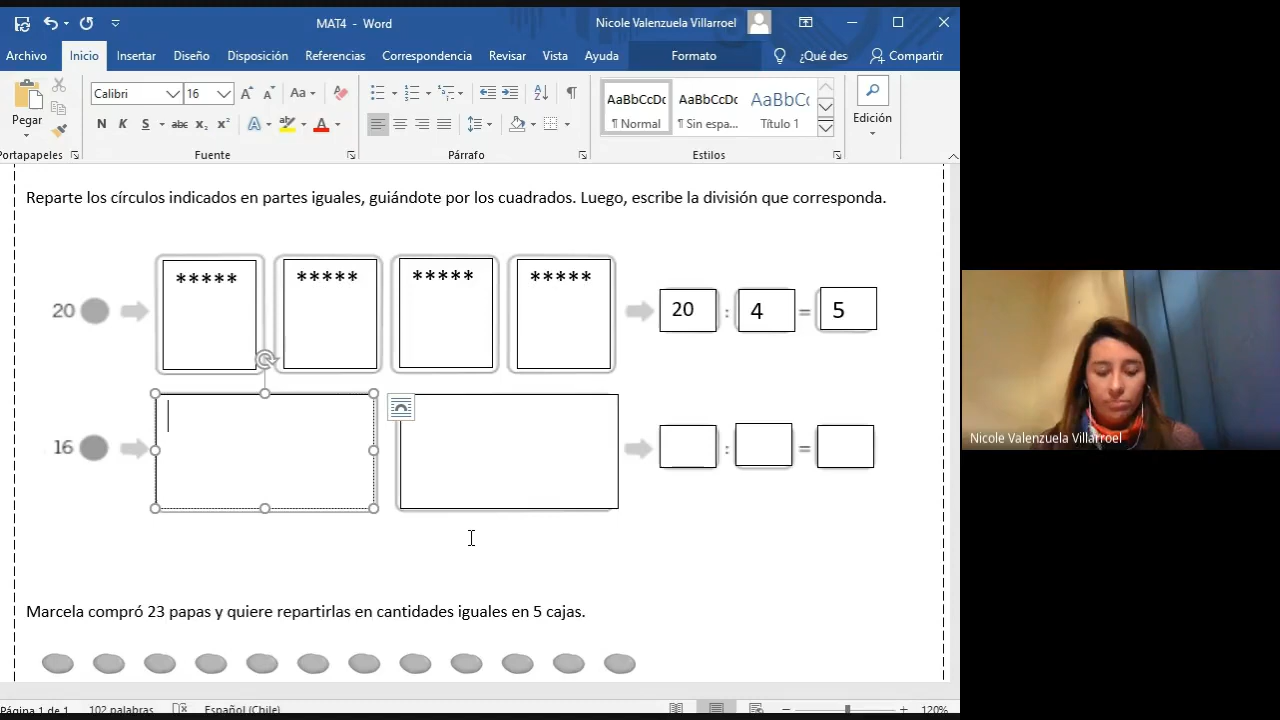 MAT4 - Word
Nicole Valenzuela Villarroel
Archivo Inicio Insertar Diseño Disposición Referencias Correspondencia Revisar Vista Ayuda Formato ¿Qué des Compartir
Pegar
Calibri 16 Aa
N K S abc x₂ x² A A
AaBbCcDc AaBbCcDc AaBbCc
¶ Normal ¶ Sin espa... Título 1
Edición
Portapapeles Fuente Párrafo Estilos
Reparte los círculos indicados en partes iguales, guiándote por los cuadrados. Luego, escribe la división que corresponda.
***** ***** ***** *****
20 20 : 4 = 5
16 : =
Marcela compró 23 papas y quiere repartirlas en cantidades iguales en 5 cajas.
Página 1 de 1 102 palabras Español (Chile) 120%
Nicole Valenzuela Villarroel